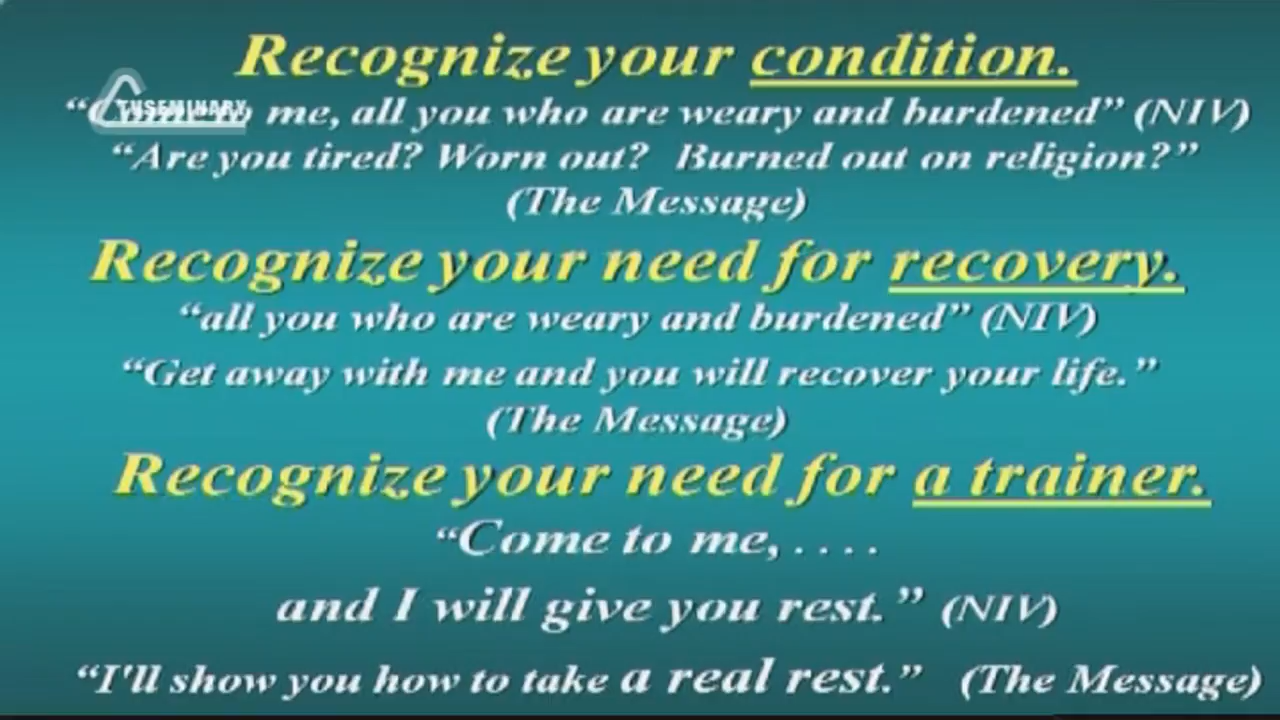 Recognize your condition.
TVSEMINARY
“Come to me, all you who are weary and burdened” (NIV)
“Are you tired? Worn out? Burned out on religion?”
(The Message)
Recognize your need for recovery.
“all you who are weary and burdened” (NIV)
“Get away with me and you will recover your life.”
(The Message)
Recognize your need for a trainer.
“Come to me, . . . .
and I will give you rest.” (NIV)
“I'll show you how to take a real rest.” (The Message)